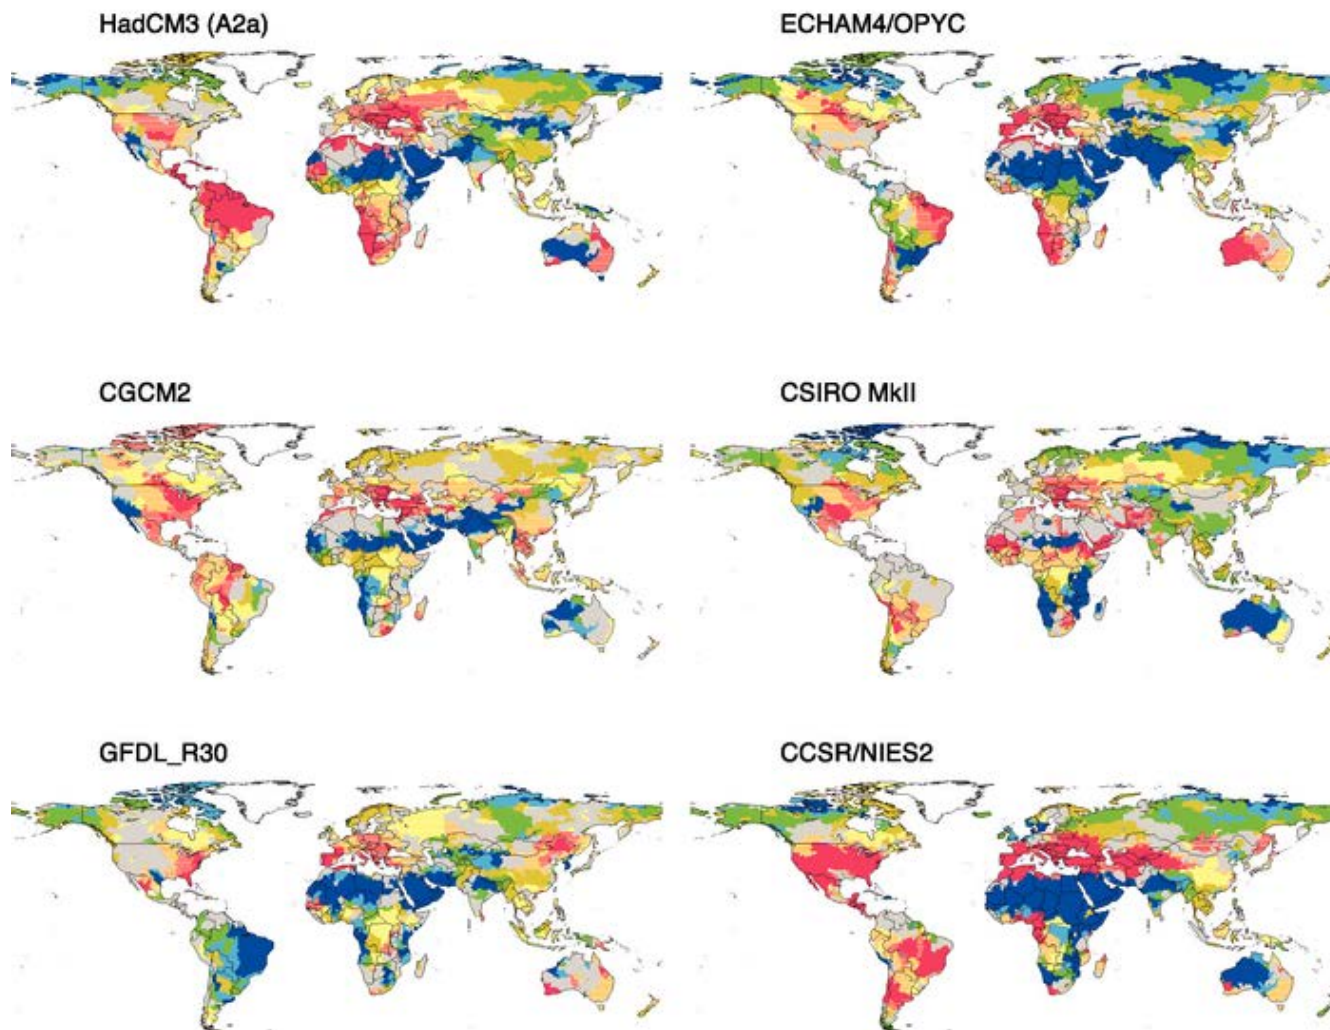 HadCM3 (A2a)
ECHAM4/OPYC
CGCM2
CSIRO MkII
GFDL_R30
CCSR/NIES2